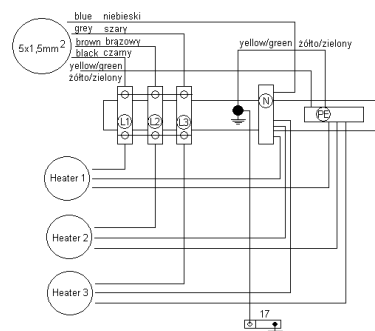 blue niebieski
grey szary
brown brązowy
black czarny
yellow/green
żółto/zielony
5x1,5mm²
yellow/green żółto/zielony
L1
L2
L3
N
PE
Heater 1
Heater 2
Heater 3
17